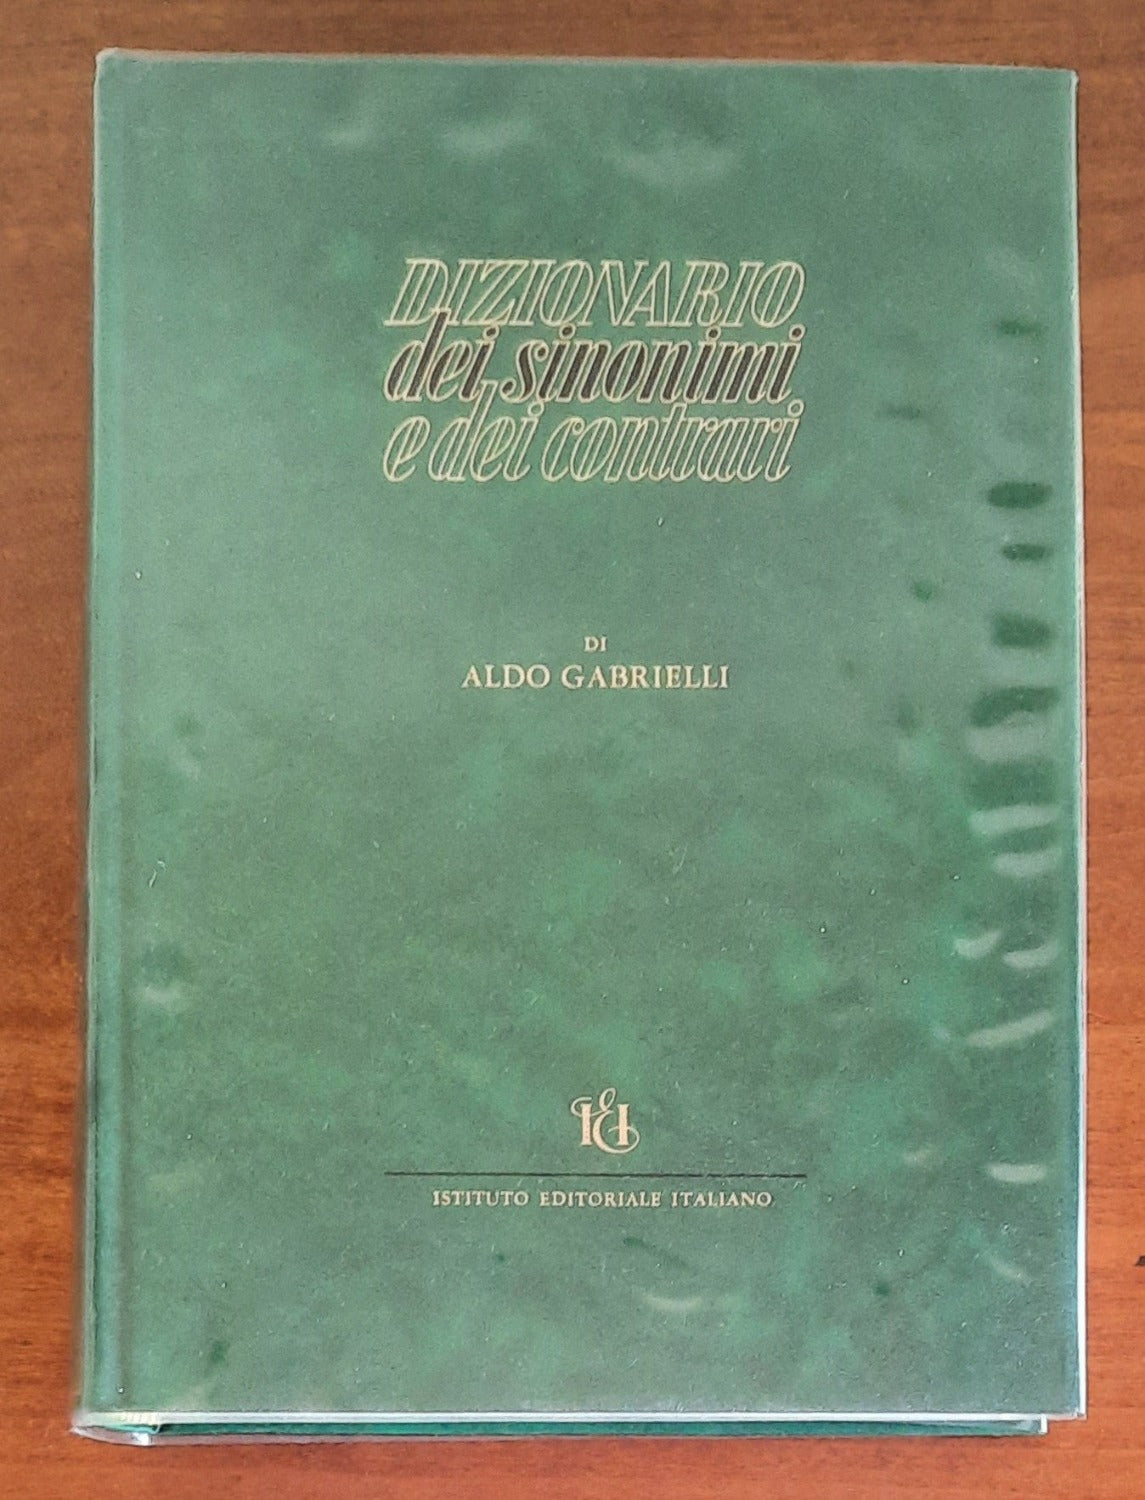 DIZIONARIO
dei sinonimi
e dei contrari
DI
ALDO GABRIELLI
IEI
ISTITUTO EDITORIALE ITALIANO